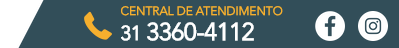 CENTRAL DE ATENDIMENTO
31 3360-4112